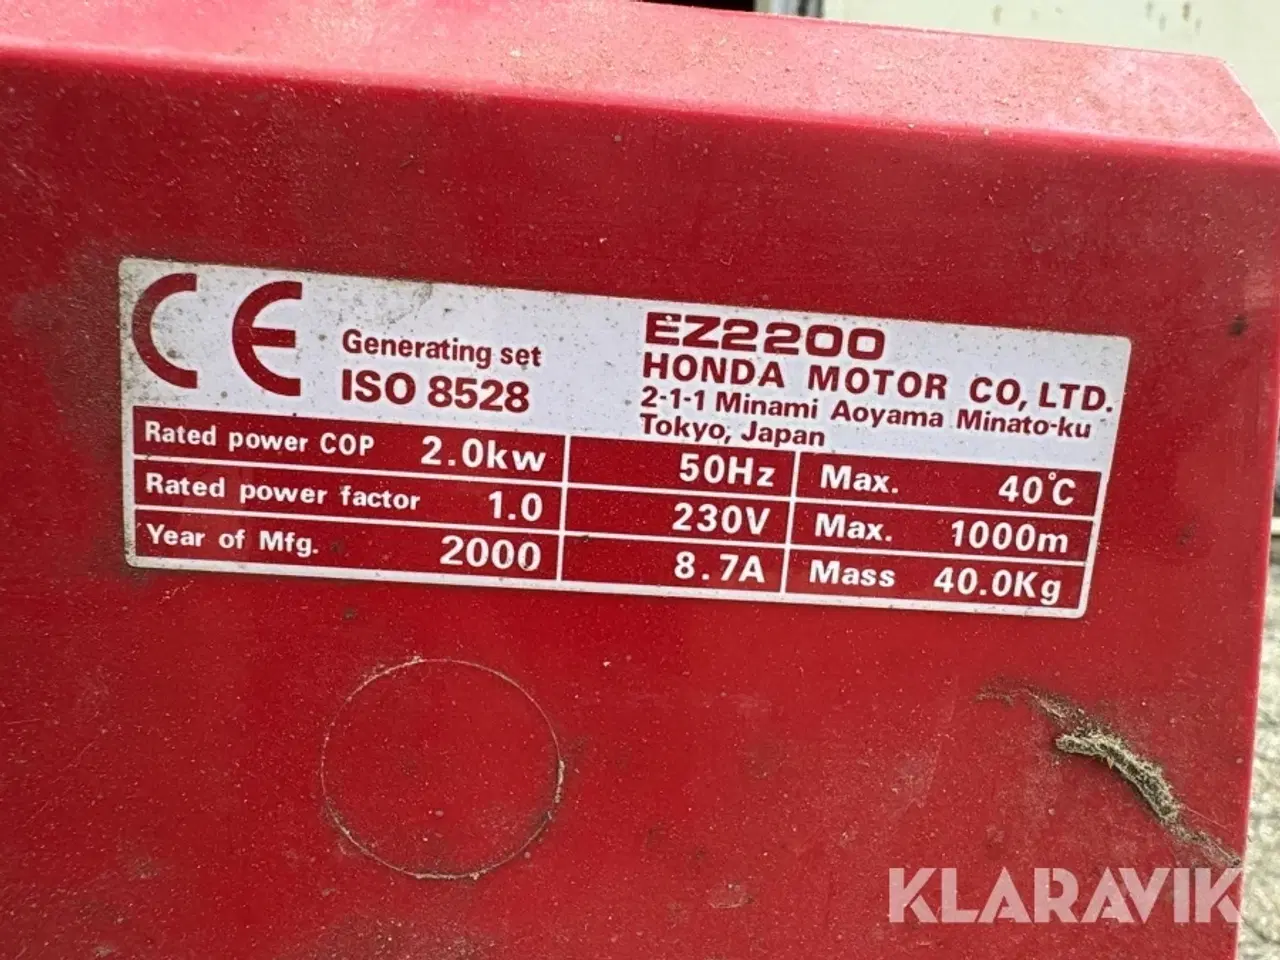 CE
Generating set
ISO 8528
EZ2200
HONDA MOTOR CO, LTD.
2-1-1 Minami Aoyama Minato-ku
Tokyo, Japan
Rated power COP 2.0kw 50Hz Max. 40°C
Rated power factor 1.0 230V Max. 1000m
Year of Mfg. 2000 8.7A Mass 40.0Kg
KLARAVIK